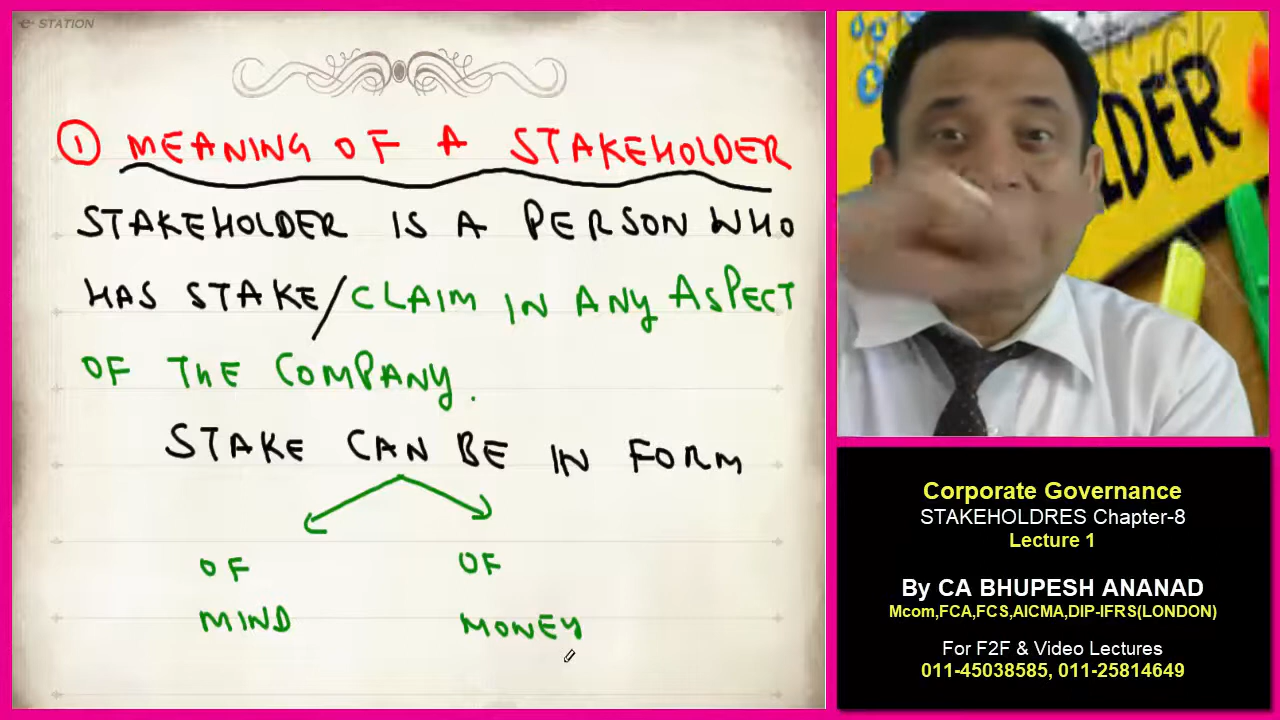 e-STATION
① MEANING OF A STAKEHOLDER
STAKEHOLDER IS A PERSON WHO
HAS STAKE/CLAIM IN ANY ASPECT
OF THE COMPANY.
STAKE CAN BE IN FORM
OF OF
MIND MONEY
Corporate Governance
STAKEHOLDRES Chapter-8
Lecture 1
By CA BHUPESH ANANAD
Mcom,FCA,FCS,AICMA,DIP-IFRS(LONDON)
For F2F & Video Lectures
011-45038585, 011-25814649